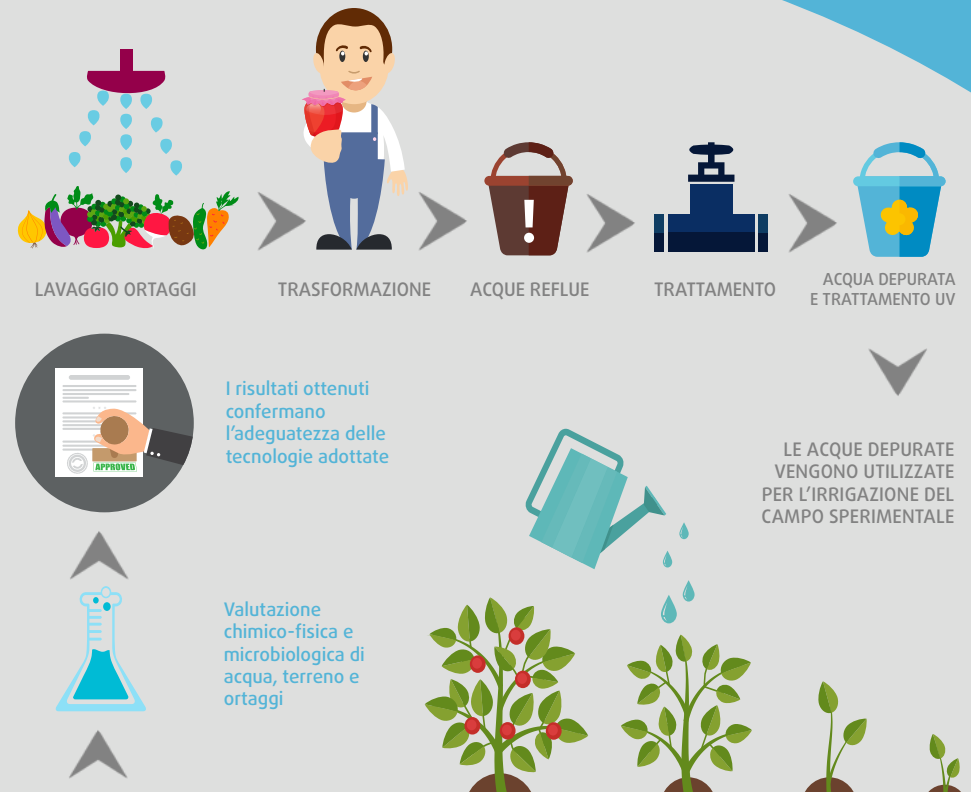 LAVAGGIO ORTAGGI
TRASFORMAZIONE
ACQUE REFLUE
TRATTAMENTO
ACQUA DEPURATA
E TRATTAMENTO UV
LE ACQUE DEPURATE
VENGONO UTILIZZATE
PER L'IRRIGAZIONE DEL
CAMPO SPERIMENTALE
I risultati ottenuti
confermano
l'adeguatezza delle
tecnologie adottate
APPROVED
Valutazione
chimico-fisica e
microbiologica di
acqua, terreno e
ortaggi